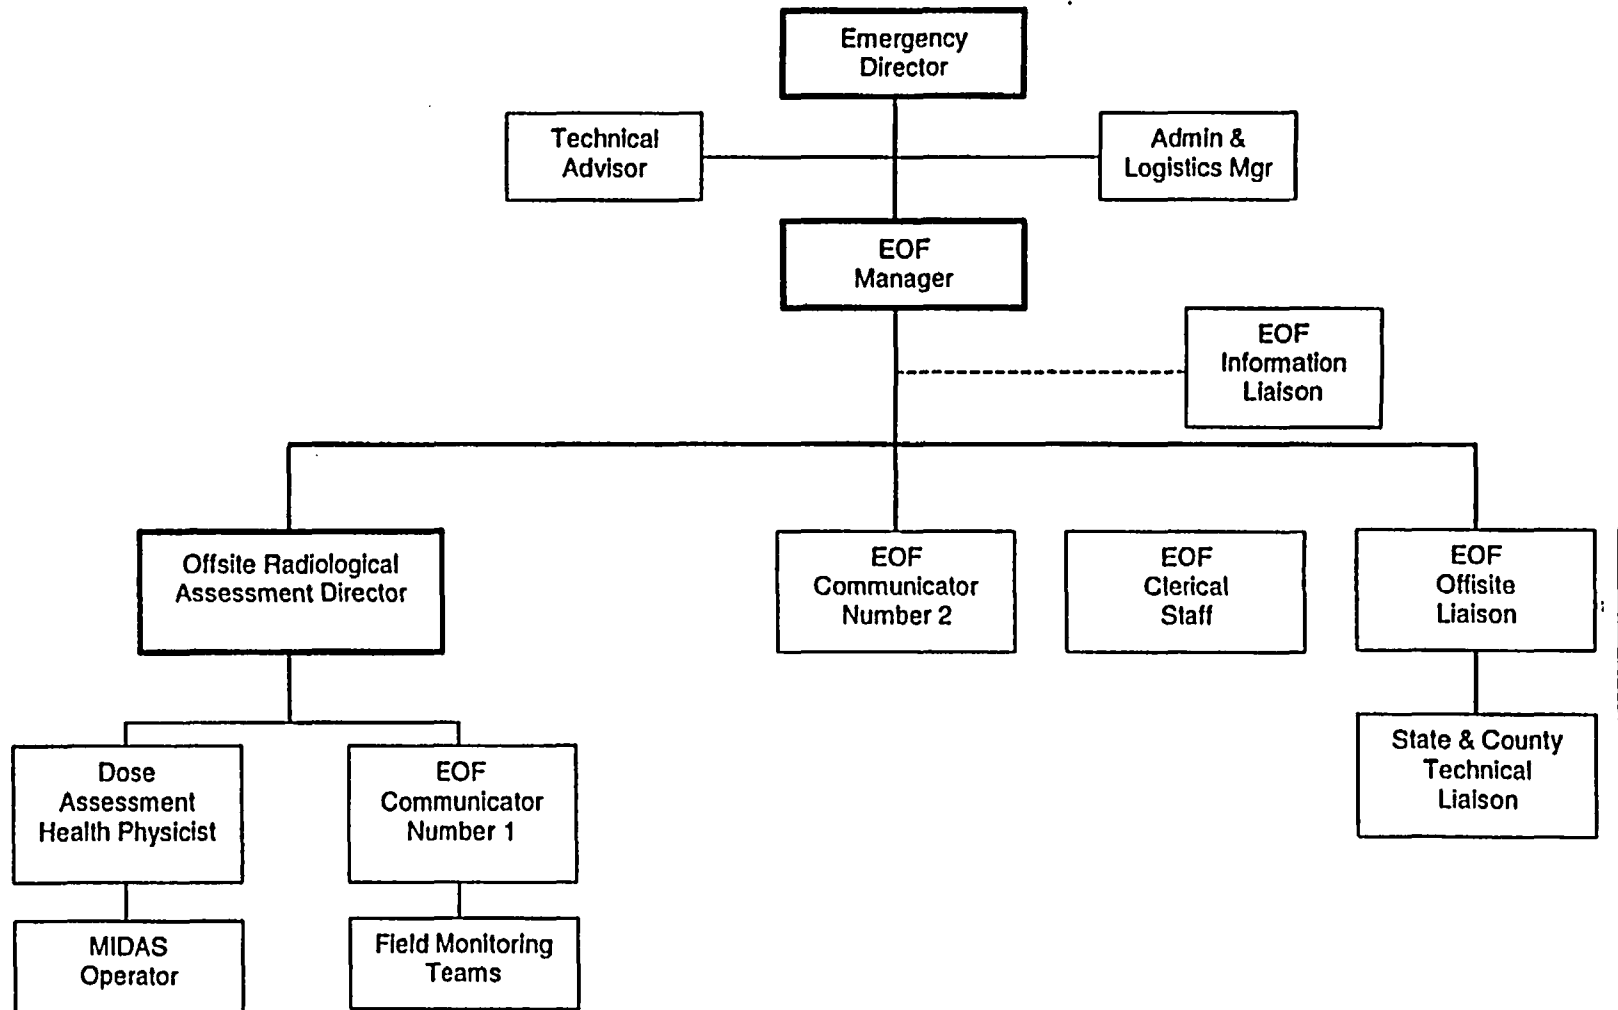 Emergency
Director
Technical
Advisor
Admin &
Logistics Mgr
EOF
Manager
EOF
Information
Liaison
Offsite Radiological
Assessment Director
EOF
Communicator
Number 2
EOF
Clerical
Staff
EOF
Offisite
Liaison
Dose
Assessment
Health Physicist
EOF
Communicator
Number 1
State & County
Technical
Liaison
MIDAS
Operator
Field Monitoring
Teams